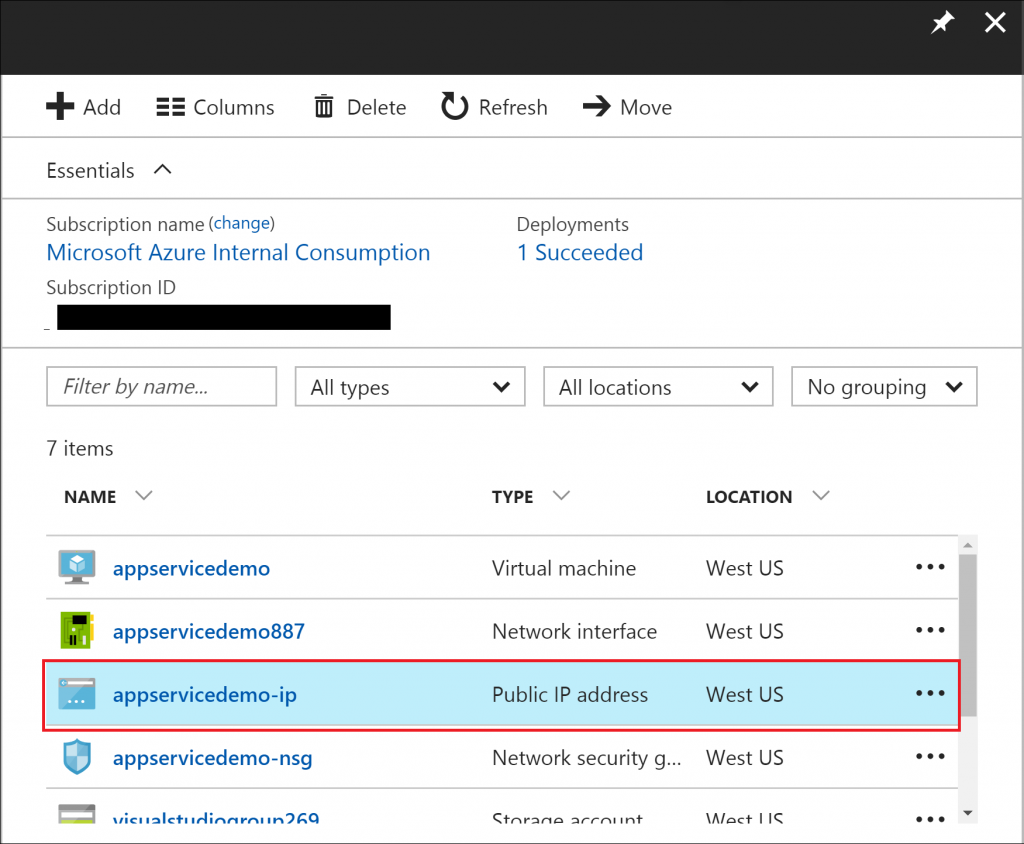 Add Columns Delete Refresh Move
Essentials
Subscription name (change) Deployments
Microsoft Azure Internal Consumption 1 Succeeded
Subscription ID
Filter by name... All types All locations No grouping
7 items
NAME TYPE LOCATION
appservicedemo Virtual machine West US •••
appservicedemo887 Network interface West US •••
appservicedemo-ip Public IP address West US •••
appservicedemo-nsg Network security g... West US •••
visualstudiogroup269 Storage account West US •••